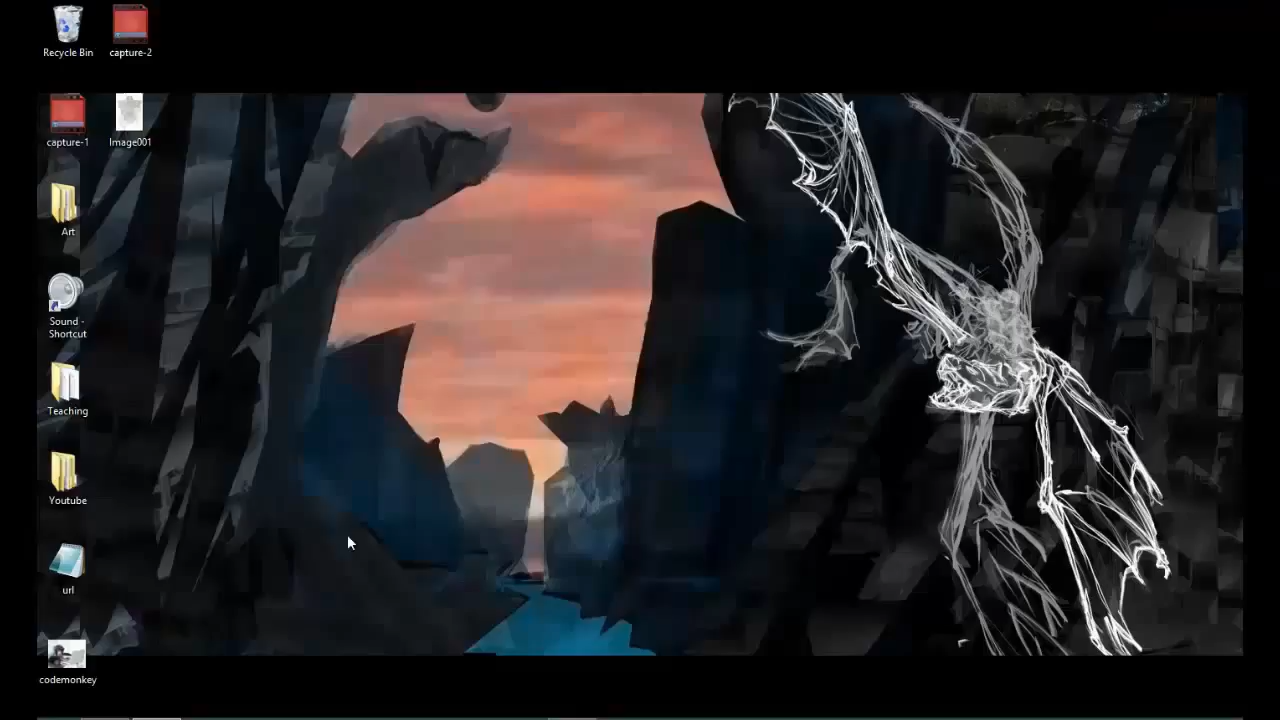 Recycle Bin
capture-2
capture-1
Image001
Art
Sound -
Shortcut
Teaching
Youtube
url
codemonkey